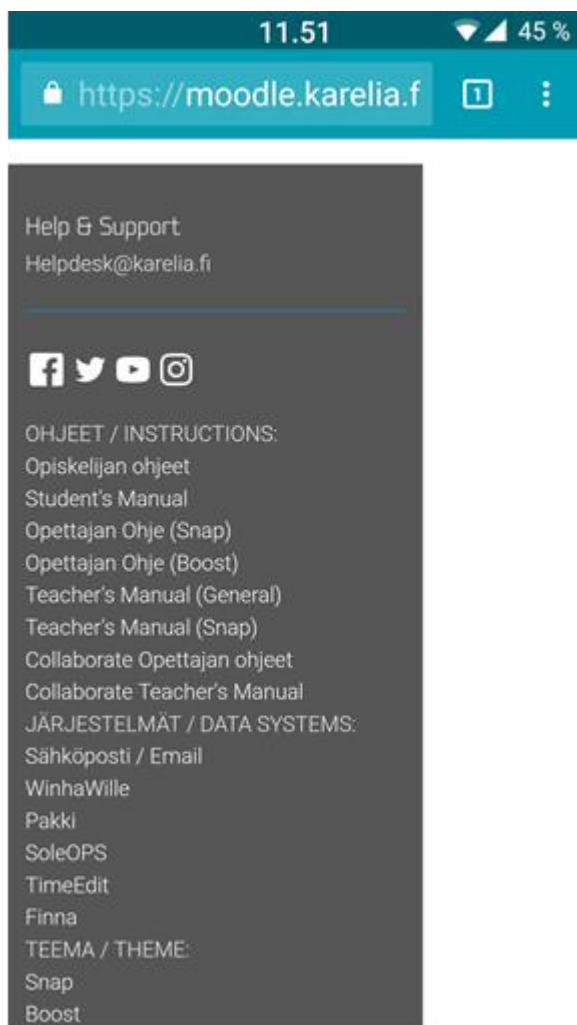 11.51 45 %
https://moodle.karelia.f 1
Help & Support
Helpdesk@karelia.fi
OHJEET / INSTRUCTIONS:
Opiskelijan ohjeet
Student's Manual
Opettajan Ohje (Snap)
Opettajan Ohje (Boost)
Teacher's Manual (General)
Teacher's Manual (Snap)
Collaborate Opettajan ohjeet
Collaborate Teacher's Manual
JÄRJESTELMÄT / DATA SYSTEMS:
Sähköposti / Email
WinhaWille
Pakki
SoleOPS
TimeEdit
Finna
TEEMA / THEME:
Snap
Boost